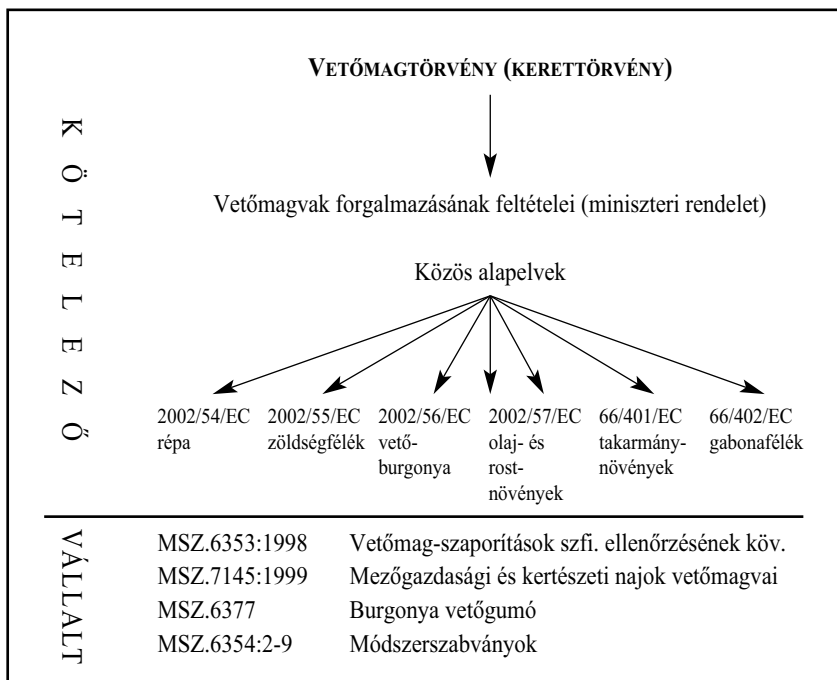 VETŐMAGTÖRVÉNY (KERETTÖRVÉNY)
Vetőmagvak forgalmazásának feltételei (miniszteri rendelet)
Közös alapelvek
KÖTELEZŐ
2002/54/EC
répa
2002/55/EC
zöldségfélék
2002/56/EC
vető-
burgonya
2002/57/EC
olaj- és
rost-
növények
66/401/EC
takarmány-
növények
66/402/EC
gabonafélék
VÁLLALT
MSZ.6353:1998 Vetőmag-szaporítások szfi. ellenőrzésének köv.
MSZ.7145:1999 Mezőgazdasági és kertészeti najok vetőmagvai
MSZ.6377 Burgonya vetőgumó
MSZ.6354:2-9 Módszerszabványok